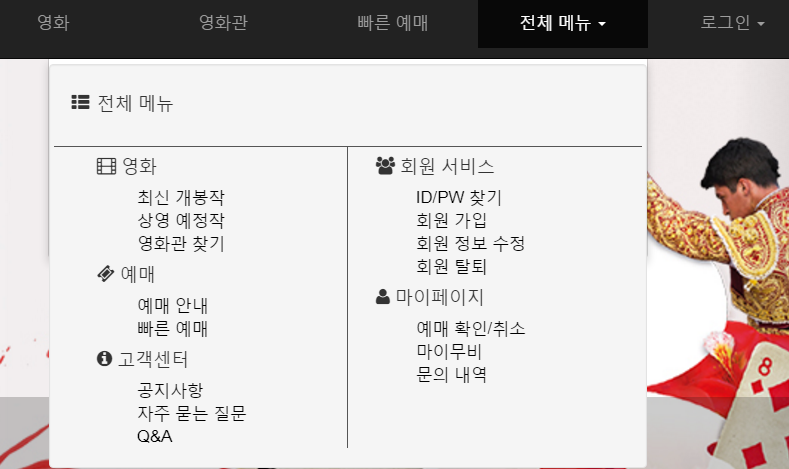 영화 영화관 빠른 예매 전체 메뉴 로그인
전체 메뉴
영화
최신 개봉작
상영 예정작
영화관 찾기
예매
예매 안내
빠른 예매
고객센터
공지사항
자주 묻는 질문
Q&A
회원 서비스
ID/PW 찾기
회원 가입
회원 정보 수정
회원 탈퇴
마이페이지
예매 확인/취소
마이무비
문의 내역
8